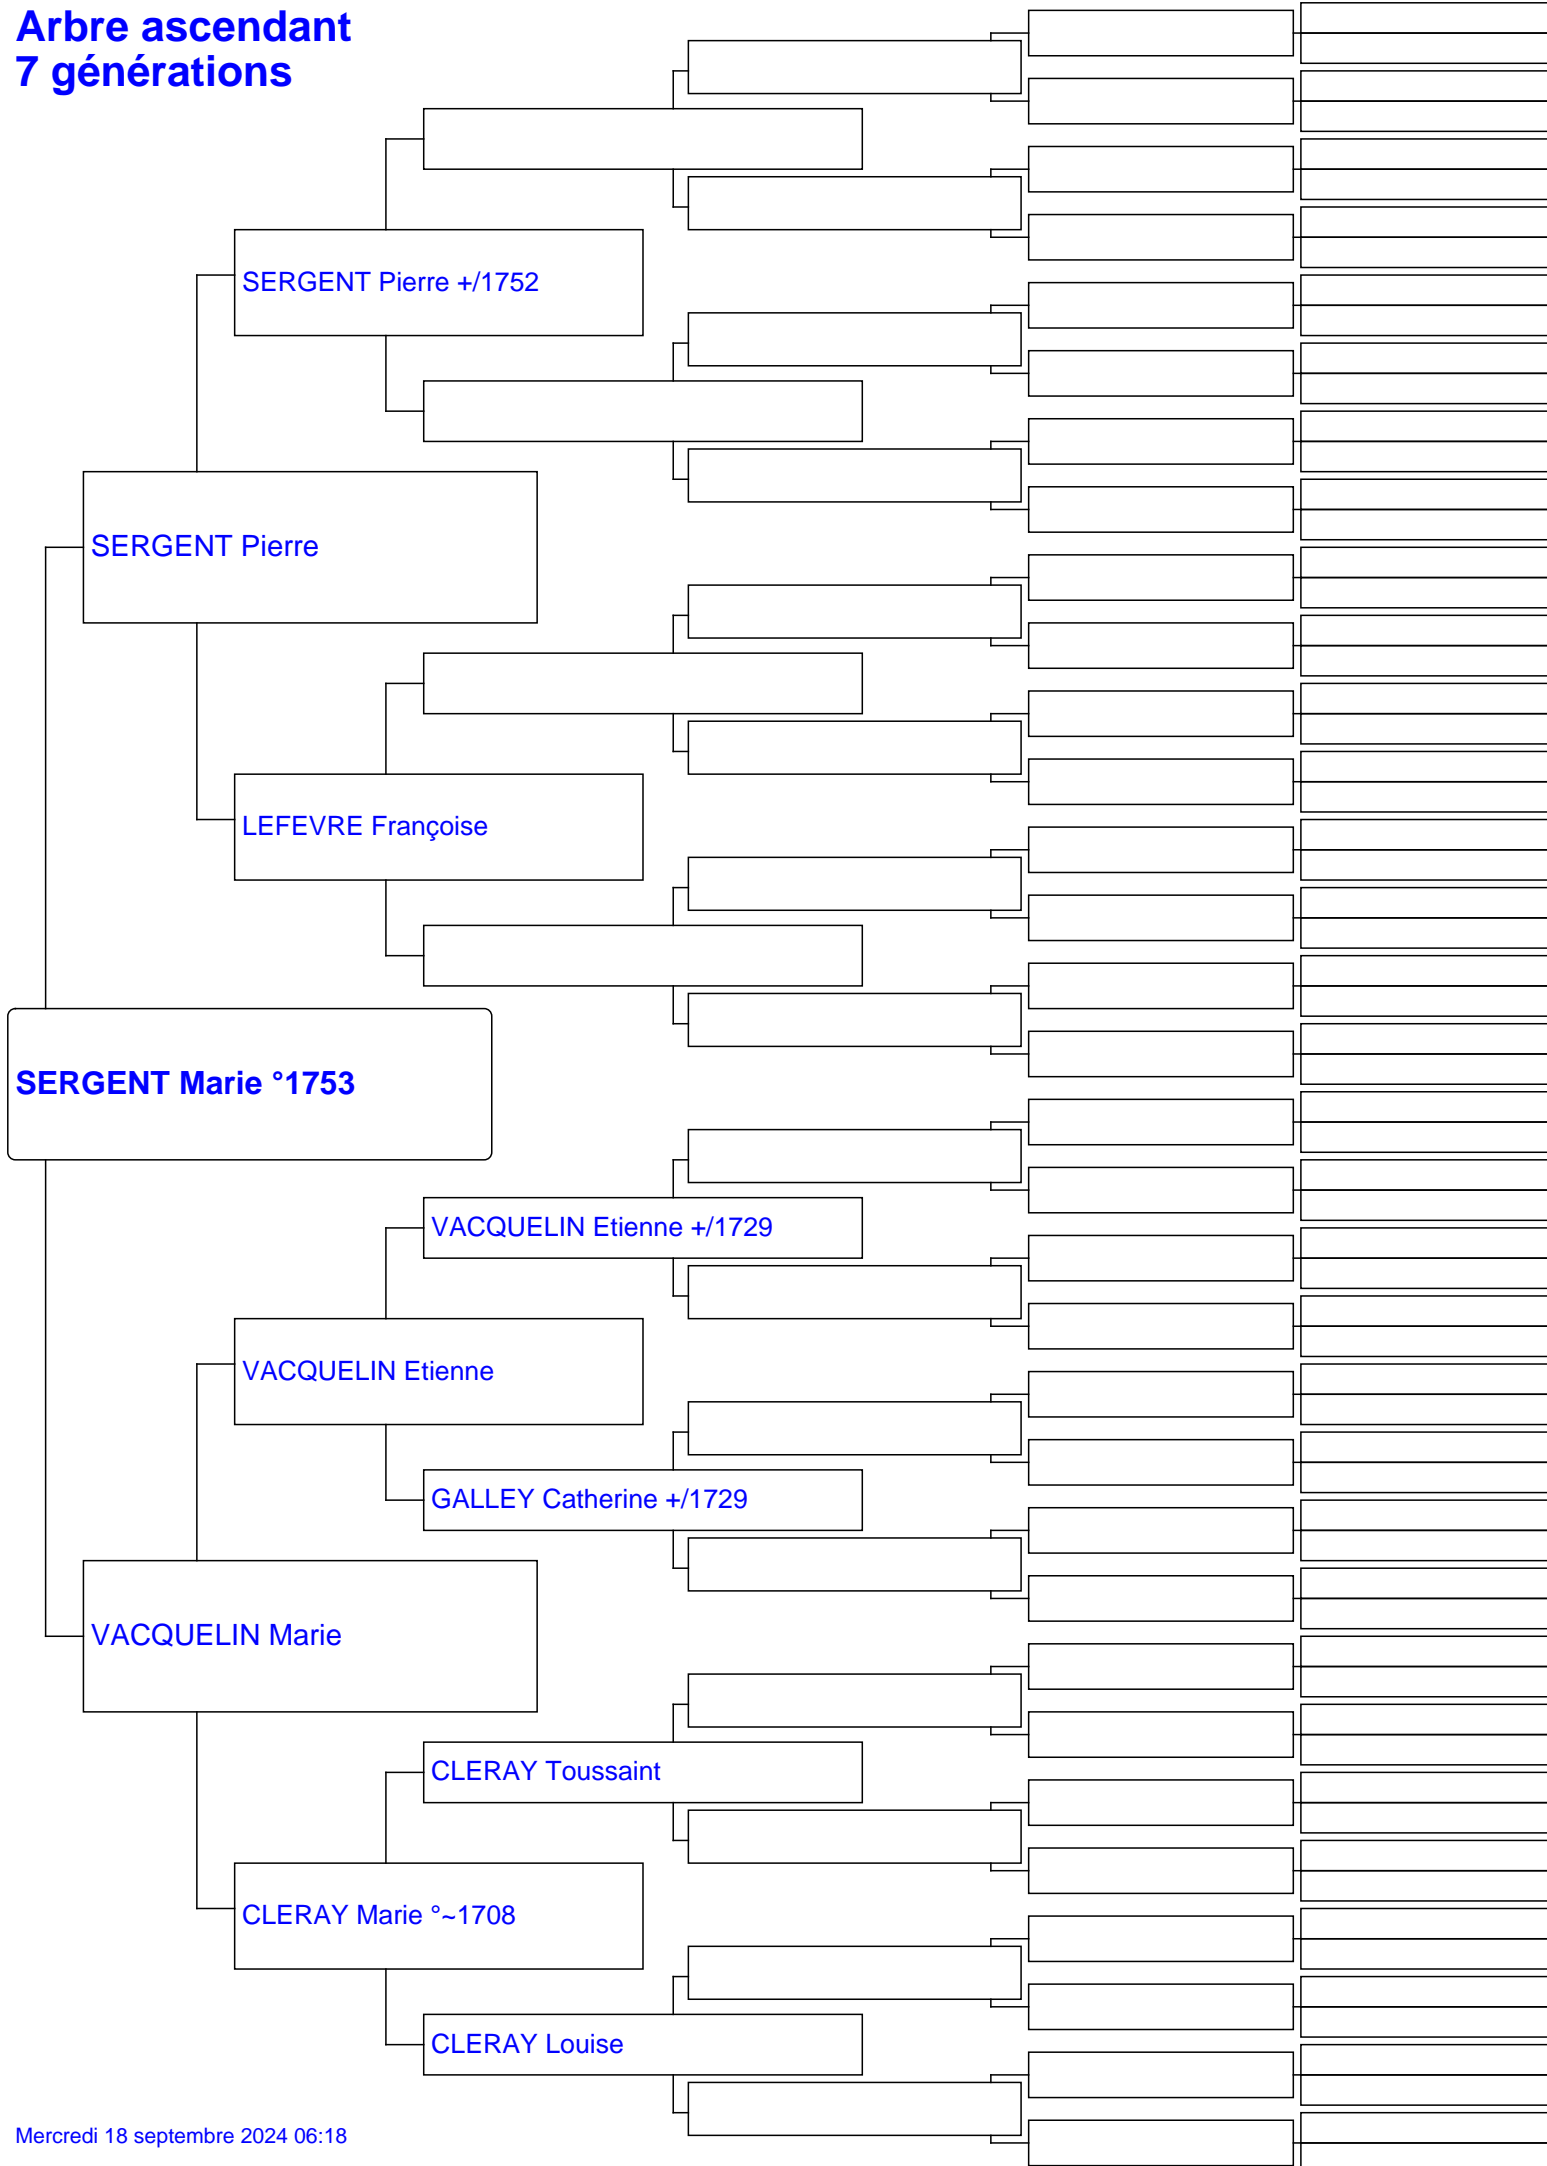 Arbre ascendant
7 générations
SERGENT Pierre +/1752
SERGENT Pierre
LEFEVRE Françoise
SERGENT Marie °1753
VACQUELIN Etienne +/1729
VACQUELIN Etienne
GALLEY Catherine +/1729
VACQUELIN Marie
CLERAY Toussaint
CLERAY Marie °~1708
CLERAY Louise
Mercredi 18 septembre 2024 06:18